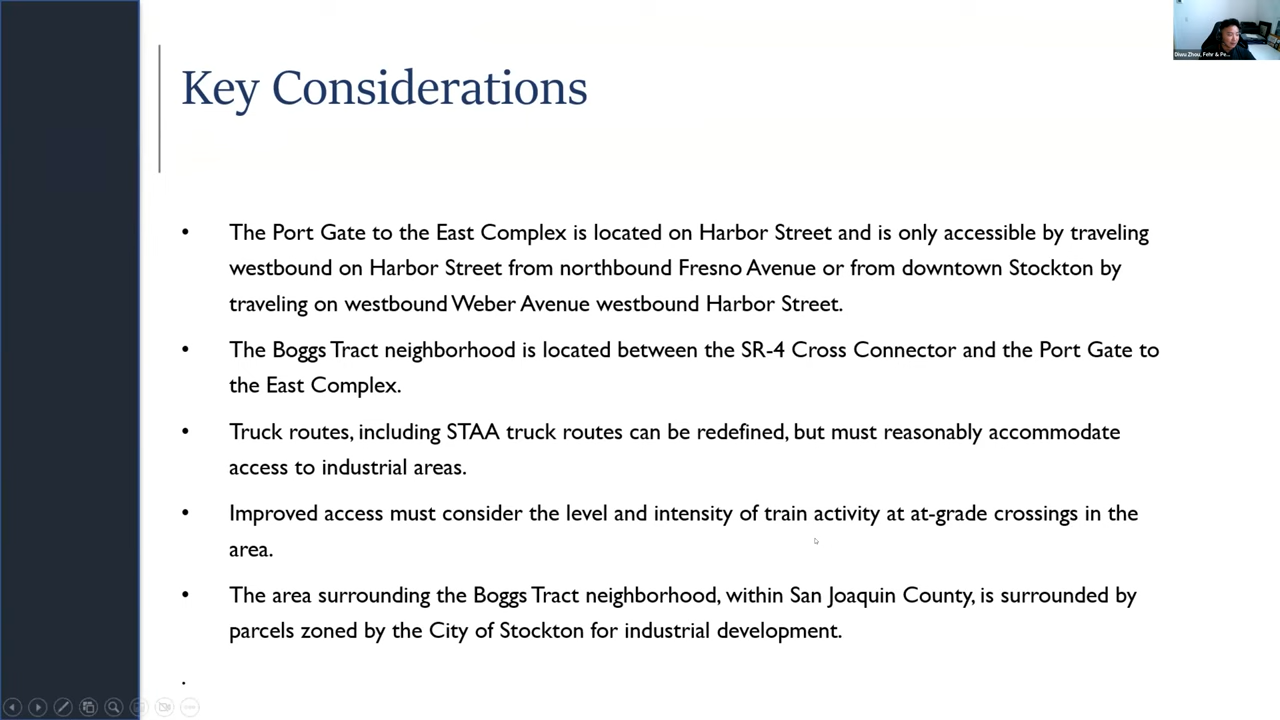 Key Considerations
Diwu Zhou, Fehr & Pe...
• The Port Gate to the East Complex is located on Harbor Street and is only accessible by traveling
westbound on Harbor Street from northbound Fresno Avenue or from downtown Stockton by
traveling on westbound Weber Avenue westbound Harbor Street.
• The Boggs Tract neighborhood is located between the SR-4 Cross Connector and the Port Gate to
the East Complex.
• Truck routes, including STAA truck routes can be redefined, but must reasonably accommodate
access to industrial areas.
• Improved access must consider the level and intensity of train activity at at-grade crossings in the
area.
• The area surrounding the Boggs Tract neighborhood, within San Joaquin County, is surrounded by
parcels zoned by the City of Stockton for industrial development.
.